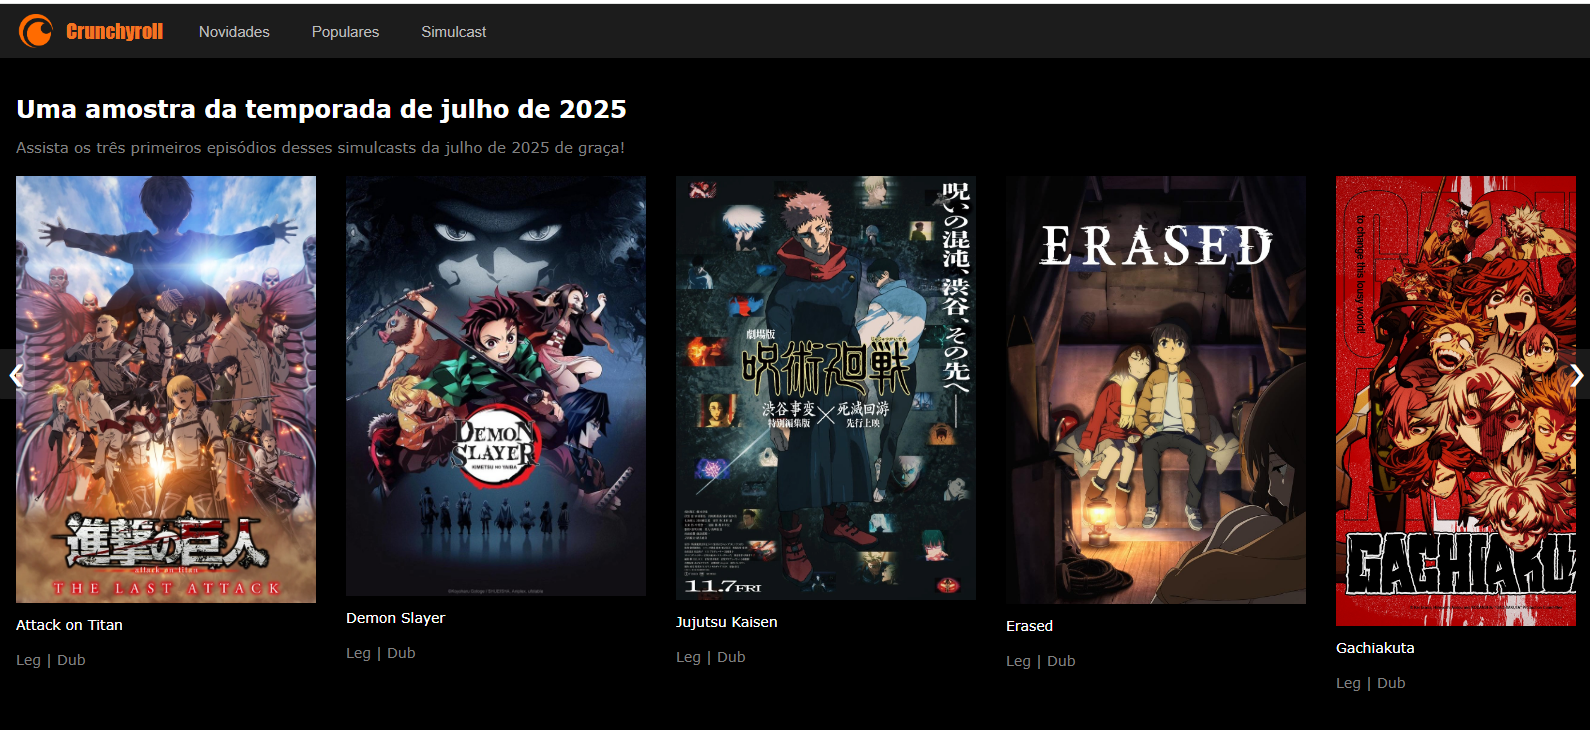 Crunchyroll
Novidades
Populares
Simulcast
Uma amostra da temporada de julho de 2025
Assista os três primeiros episódios desses simulcasts da julho de 2025 de graça!
進撃の巨人
attack on titan
THE LAST ATTACK
Attack on Titan
Leg | Dub
DEMON
SLAYER
KIMETSU NO YAIBA
Demon Slayer
Leg | Dub
呪いの混沌、渋谷、その先へ——
劇場版
呪術廻戦
渋谷事変×死滅回游
特別編集版 先行上映
11.7 FRI
Jujutsu Kaisen
Leg | Dub
ERASED
Erased
Leg | Dub
to change this lousy world!
GACHIAKU
Gachiakuta
Leg | Dub